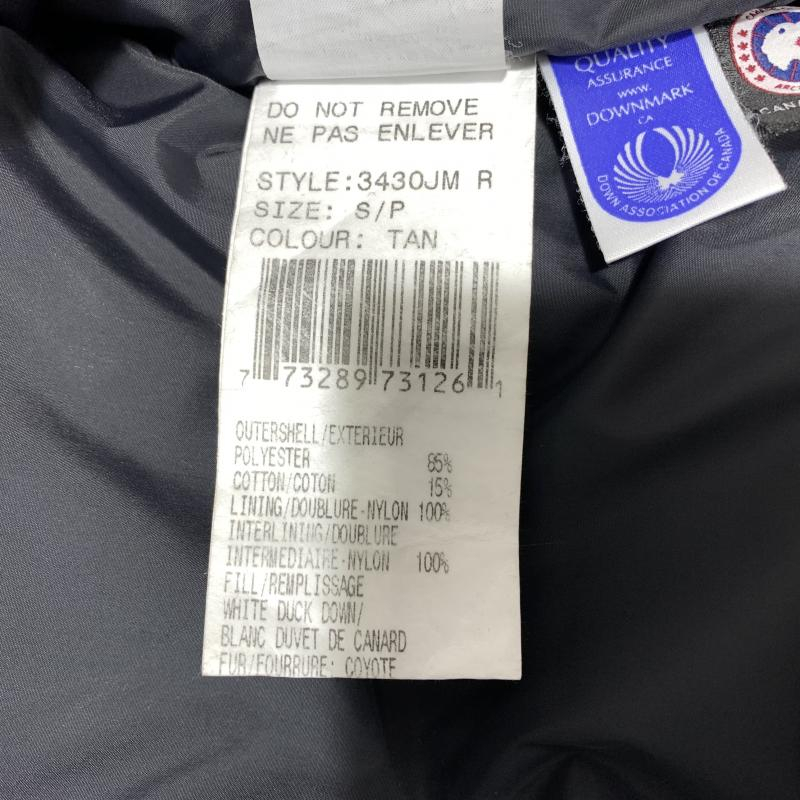 DO NOT REMOVE
NE PAS ENLEVER
STYLE:3430JM R
SIZE: S/P
COLOUR: TAN
7 73289 73126 1
OUTERSHELL/EXTERIEUR
POLYESTER 85%
COTTON/COTON 15%
LINING/DOUBLURE-NYLON 100%
INTERLINING/DOUBLURE
INTERMEDIAIRE-NYLON 100%
FILL/REMPLISSAGE
WHITE DUCK DOWN/
BLANC DUVET DE CANARD
FUR/FOURRURE: COYOTE
QUALITY
ASSURANCE
www.
DOWNMARK
CA
DOWN ASSOCIATION OF CANADA